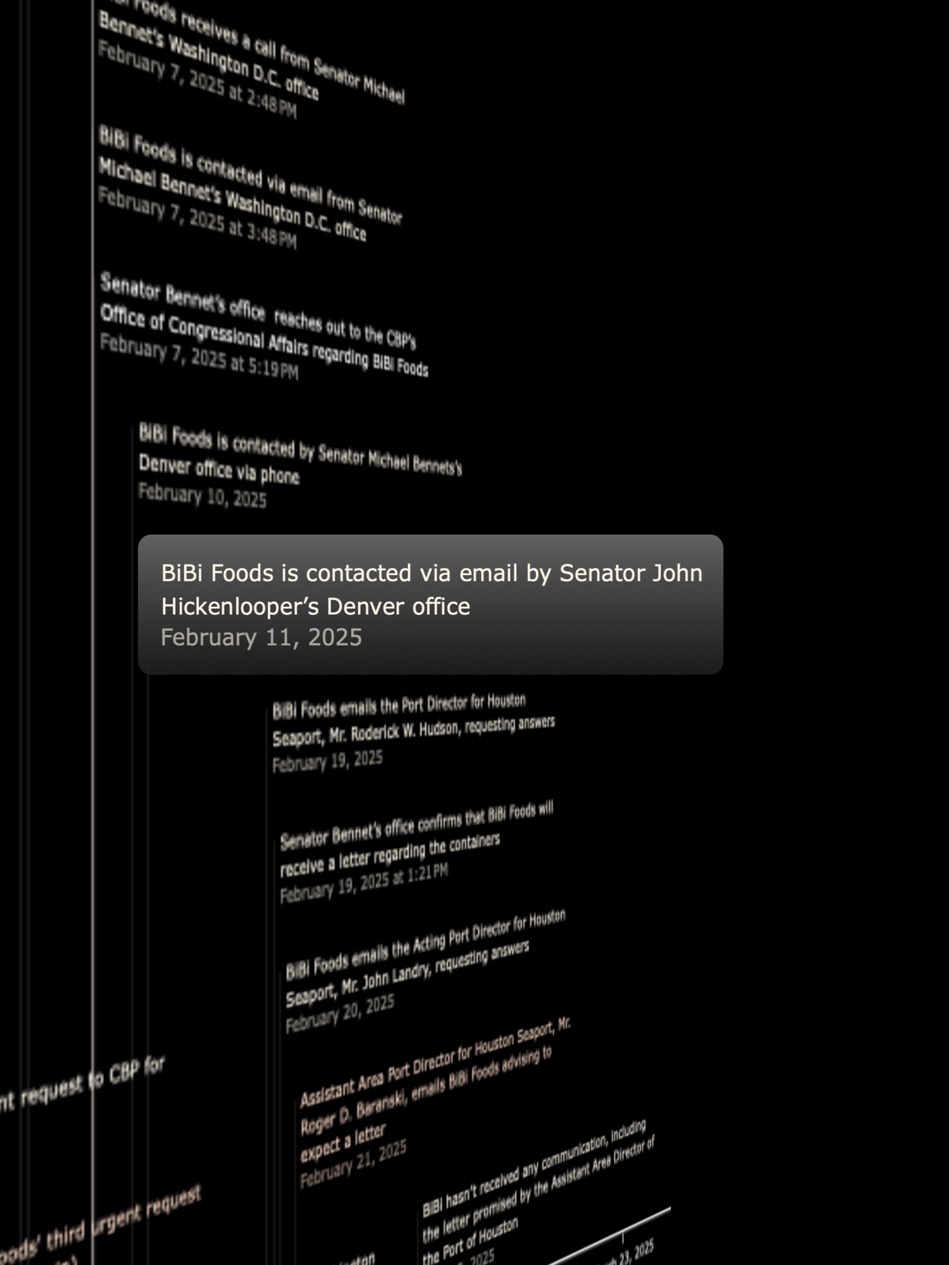 Foods receives a call from Senator Michael
Bennet's Washington D.C. office
February 7, 2025 at 2:48 PM
BiBi Foods is contacted via email from Senator
Michael Bennet's Washington D.C. office
February 7, 2025 at 3:48 PM
Senator Bennet's office reaches out to the CBP's
Office of Congressional Affairs regarding BiBi Foods
February 7, 2025 at 5:19 PM
BiBi Foods is contacted by Senator Michael Bennets's
Denver office via phone
February 10, 2025
BiBi Foods is contacted via email by Senator John
Hickenlooper’s Denver office
February 11, 2025
BiBi Foods emails the Port Director for Houston
Seaport, Mr. Roderick W. Hudson, requesting answers
February 19, 2025
Senator Bennet's office confirms that BiBi Foods will
receive a letter regarding the containers
February 19, 2025 at 1:21 PM
BiBi Foods emails the Acting Port Director for Houston
Seaport, Mr. John Landry, requesting answers
February 20, 2025
Assistant Area Port Director for Houston Seaport, Mr.
Roger D. Baranski, emails BiBi Foods advising to
expect a letter
February 21, 2025
request to CBP for
third urgent request
BiBi hasn't received any communication, including
the letter promised by the Assistant Area Director of
the Port of Houston
2025
23, 2025